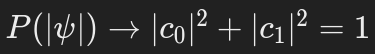 P(|ψ|) → |c₀|² + |c₁|² = 1